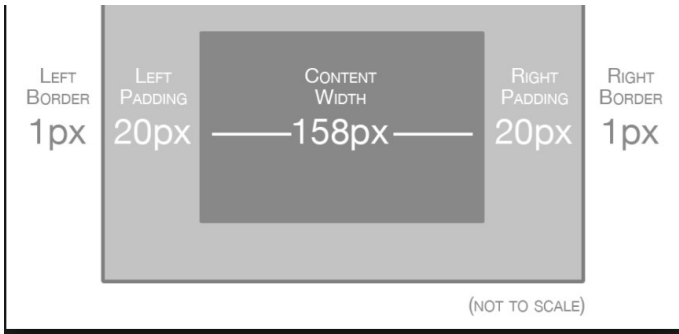 LEFT BORDER
1px
LEFT PADDING
20px
CONTENT WIDTH
158px
RIGHT PADDING
20px
RIGHT BORDER
1px
(NOT TO SCALE)